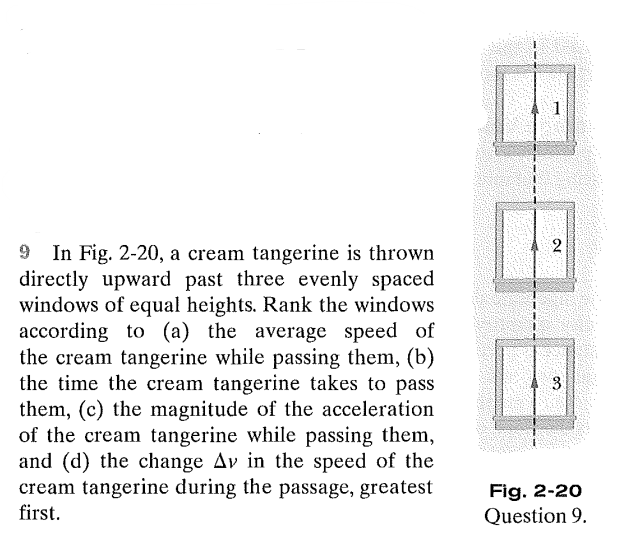 1
2
3
9 In Fig. 2-20, a cream tangerine is thrown
directly upward past three evenly spaced
windows of equal heights. Rank the windows
according to (a) the average speed of
the cream tangerine while passing them, (b)
the time the cream tangerine takes to pass
them, (c) the magnitude of the acceleration
of the cream tangerine while passing them,
and (d) the change Δv in the speed of the
cream tangerine during the passage, greatest
first.
Fig. 2-20
Question 9.